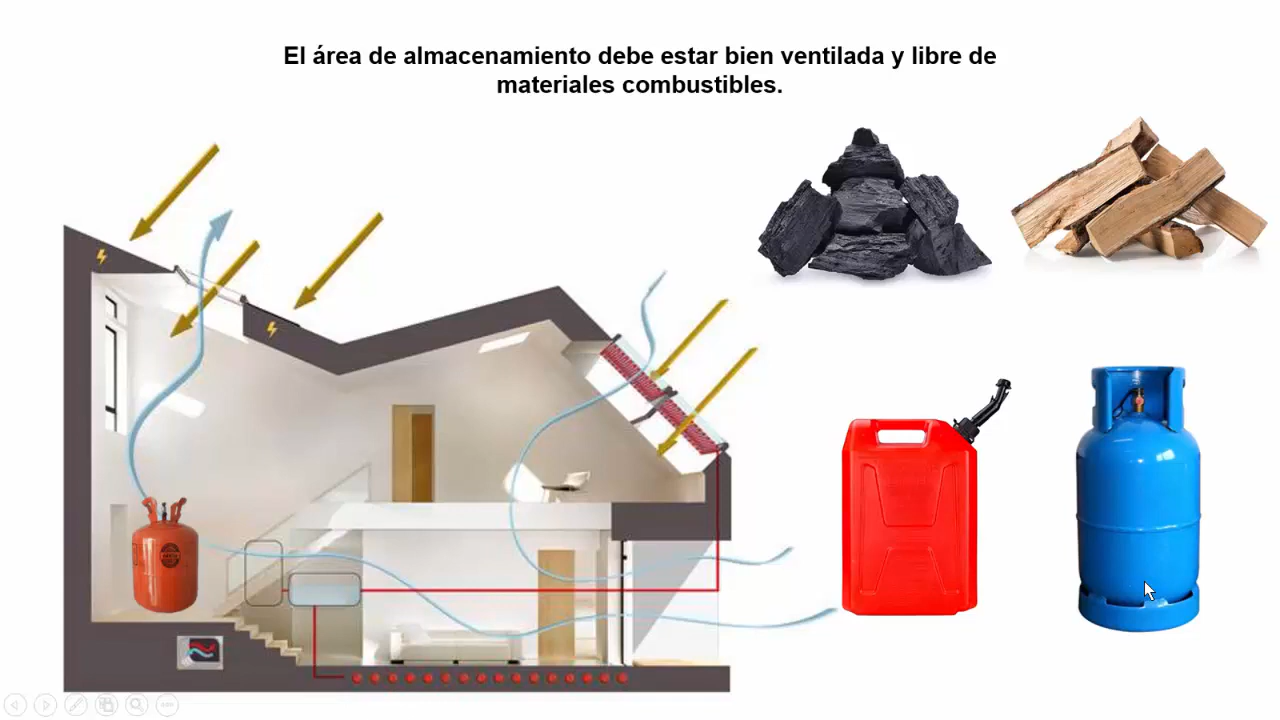 El área de almacenamiento debe estar bien ventilada y libre de
materiales combustibles.